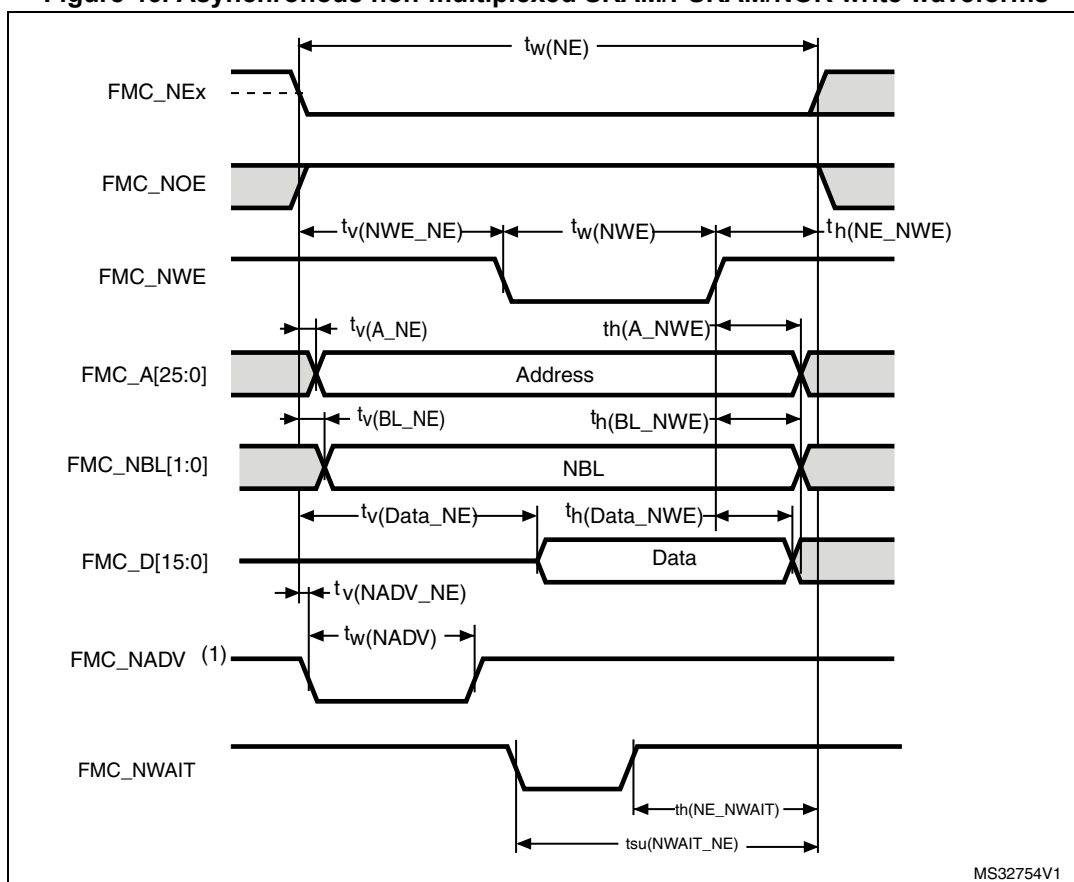 tw(NE)
FMC_NEx
FMC_NOE
tv(NWE_NE)
tw(NWE)
th(NE_NWE)
FMC_NWE
tv(A_NE)
th(A_NWE)
FMC_A[25:0]
Address
tv(BL_NE)
th(BL_NWE)
FMC_NBL[1:0]
NBL
tv(Data_NE)
th(Data_NWE)
FMC_D[15:0]
Data
tv(NADV_NE)
tw(NADV)
FMC_NADV (1)
FMC_NWAIT
th(NE_NWAIT)
tsu(NWAIT_NE)
MS32754V1